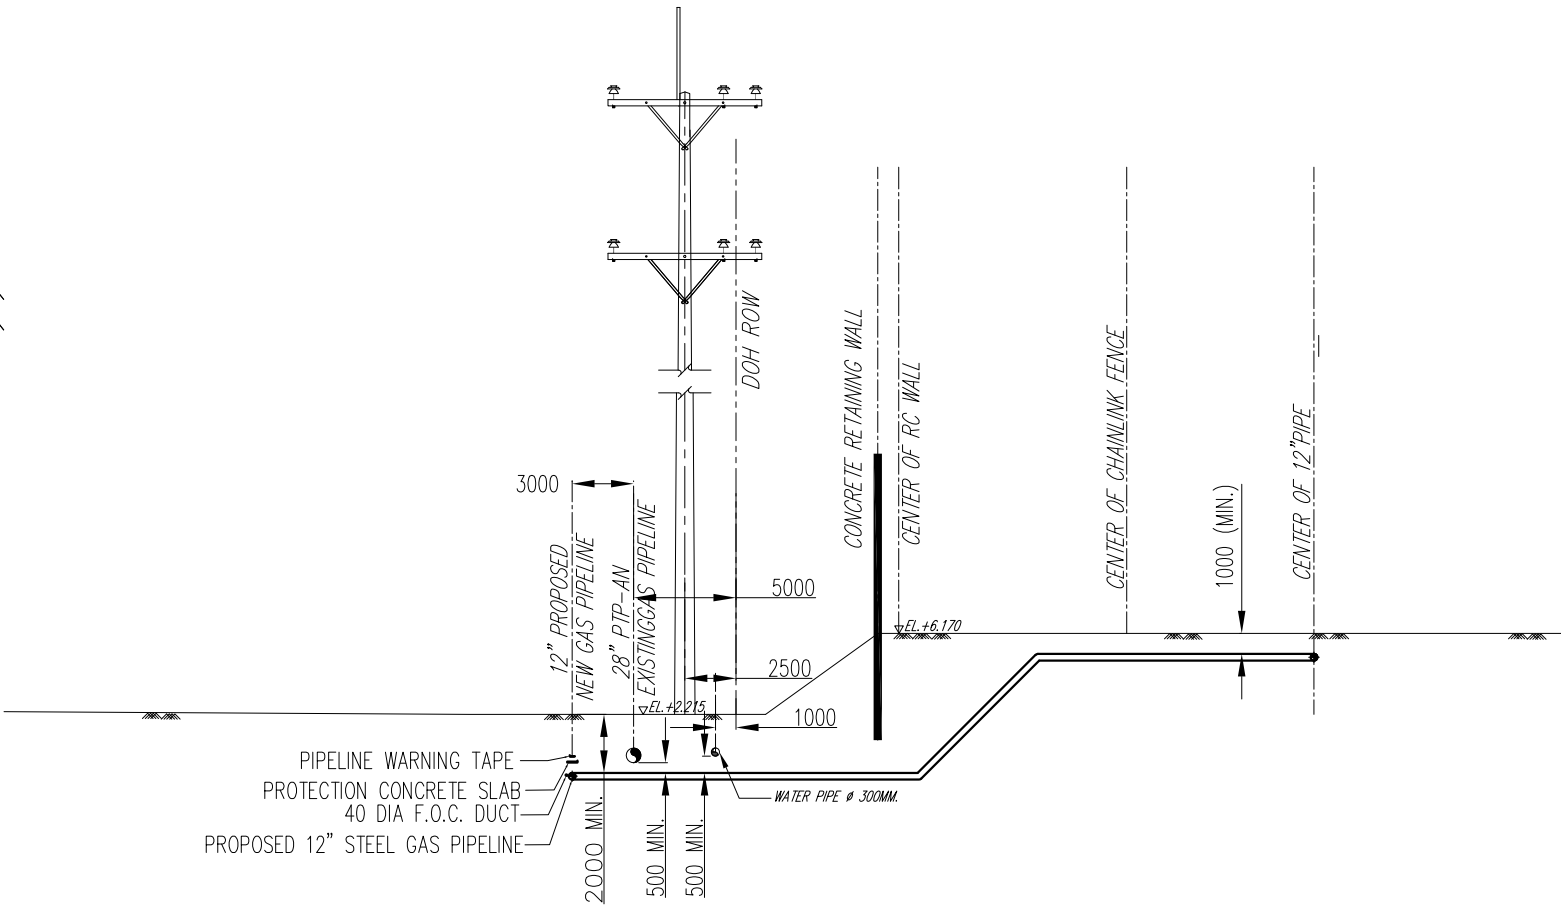 DOH ROW
CONCRETE RETAINING WALL
CENTER OF RC WALL
CENTER OF CHAINLINK FENCE
CENTER OF 12"PIPE
3000
12" PROPOSED
NEW GAS PIPELINE
28" PTP-AN
EXISTINGGAS PIPELINE
1000 (MIN.)
5000
EL.+6.170
2500
EL.+2.215
1000
PIPELINE WARNING TAPE
PROTECTION CONCRETE SLAB
40 DIA F.O.C. DUCT
PROPOSED 12" STEEL GAS PIPELINE
WATER PIPE ø 300MM.
2000 MIN.
500 MIN.
500 MIN.